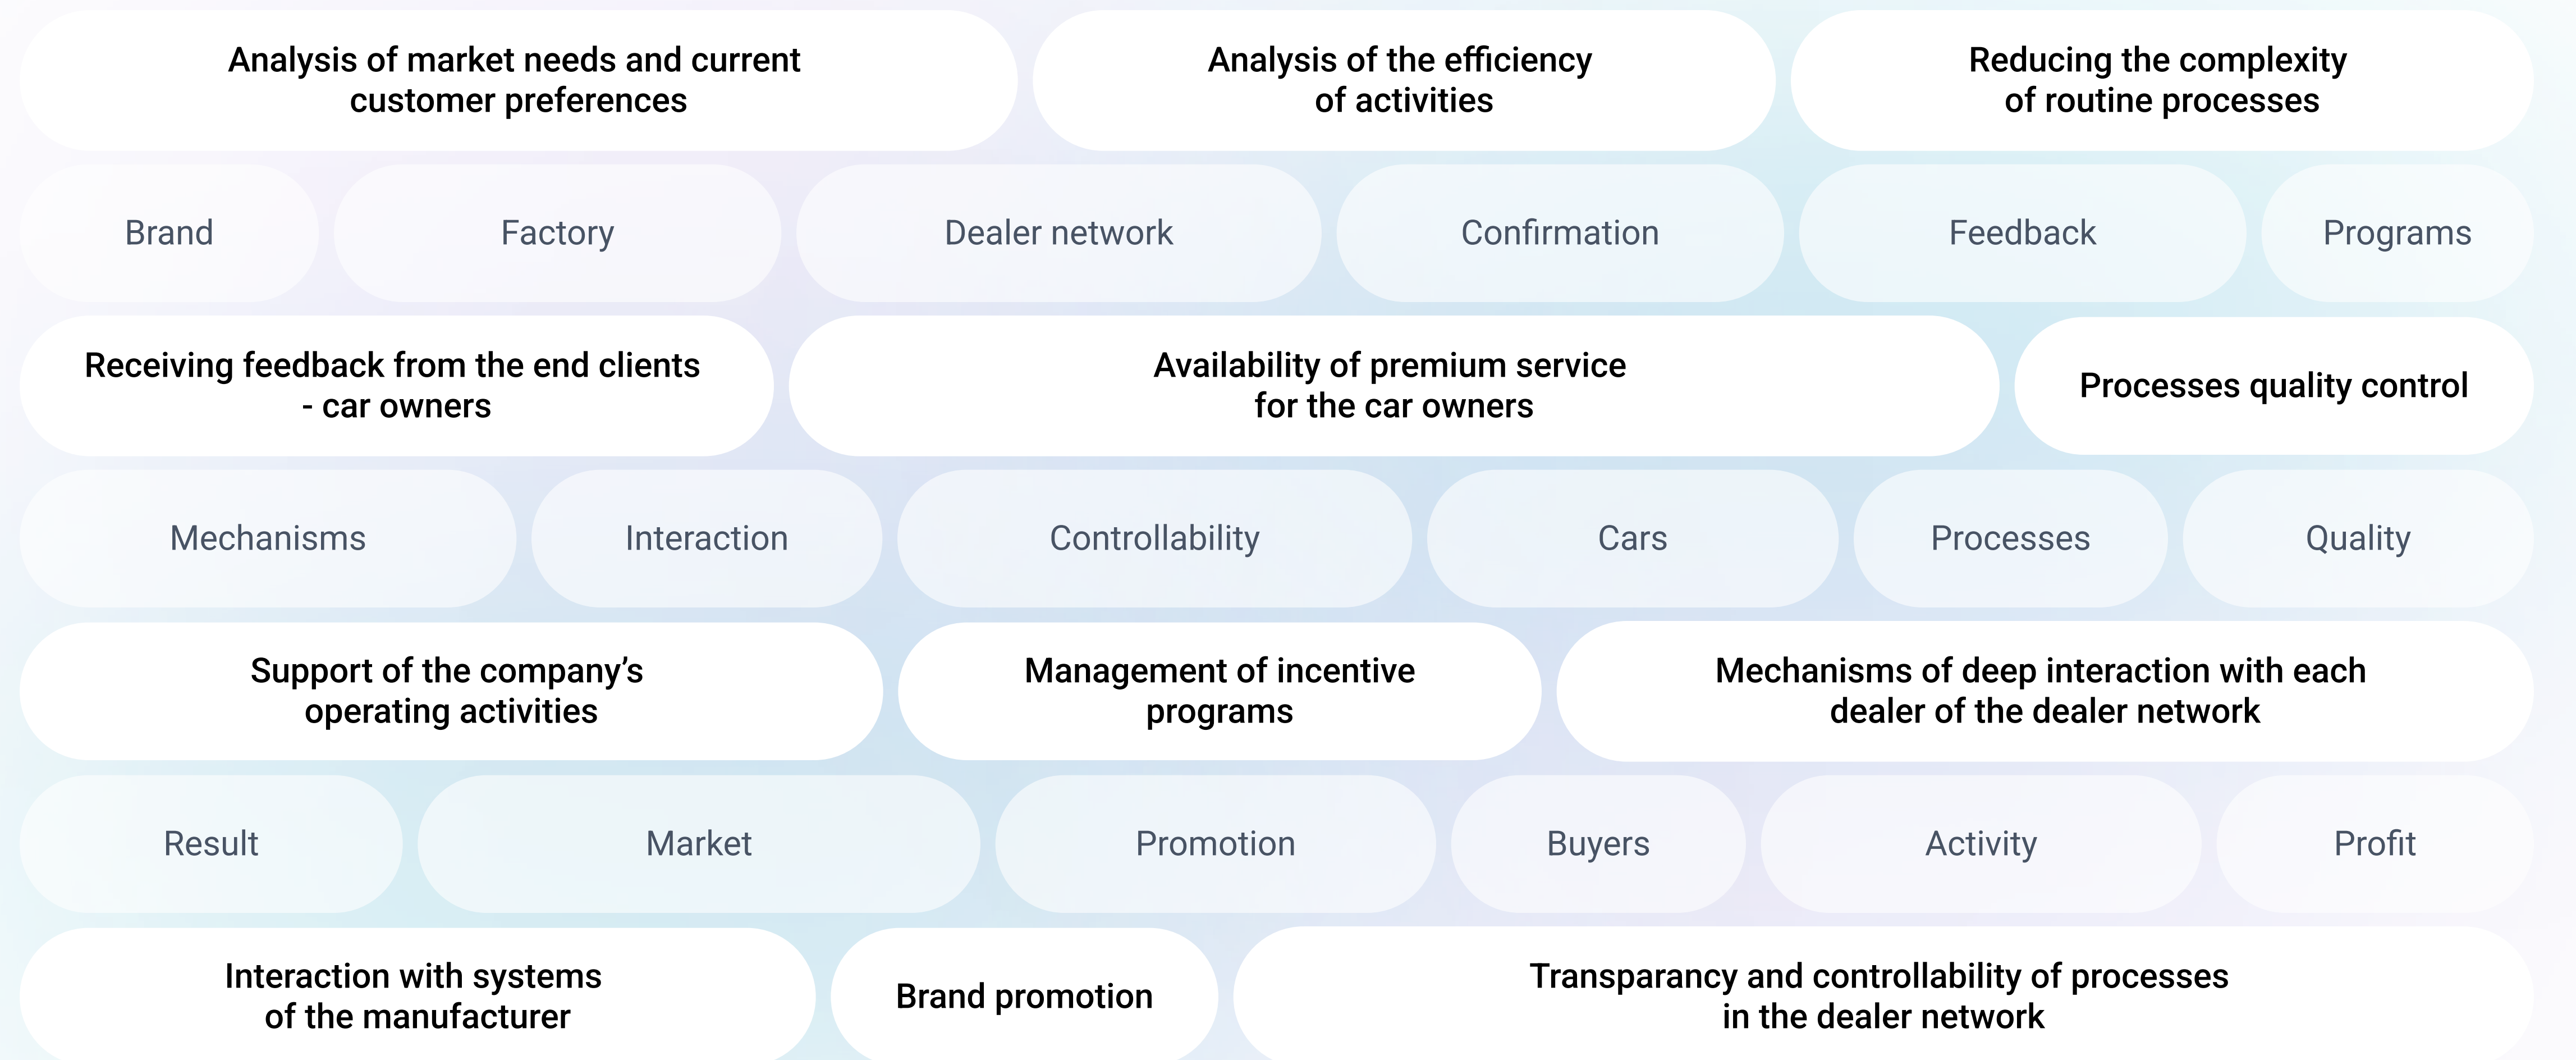 Analysis of market needs and current
customer preferences
Analysis of the efficiency
of activities
Reducing the complexity
of routine processes
Brand
Factory
Dealer network
Confirmation
Feedback
Programs
Receiving feedback from the end clients
- car owners
Availability of premium service
for the car owners
Processes quality control
Mechanisms
Interaction
Controllability
Cars
Processes
Quality
Support of the company’s
operating activities
Management of incentive
programs
Mechanisms of deep interaction with each
dealer of the dealer network
Result
Market
Promotion
Buyers
Activity
Profit
Interaction with systems
of the manufacturer
Brand promotion
Transparancy and controllability of processes
in the dealer network